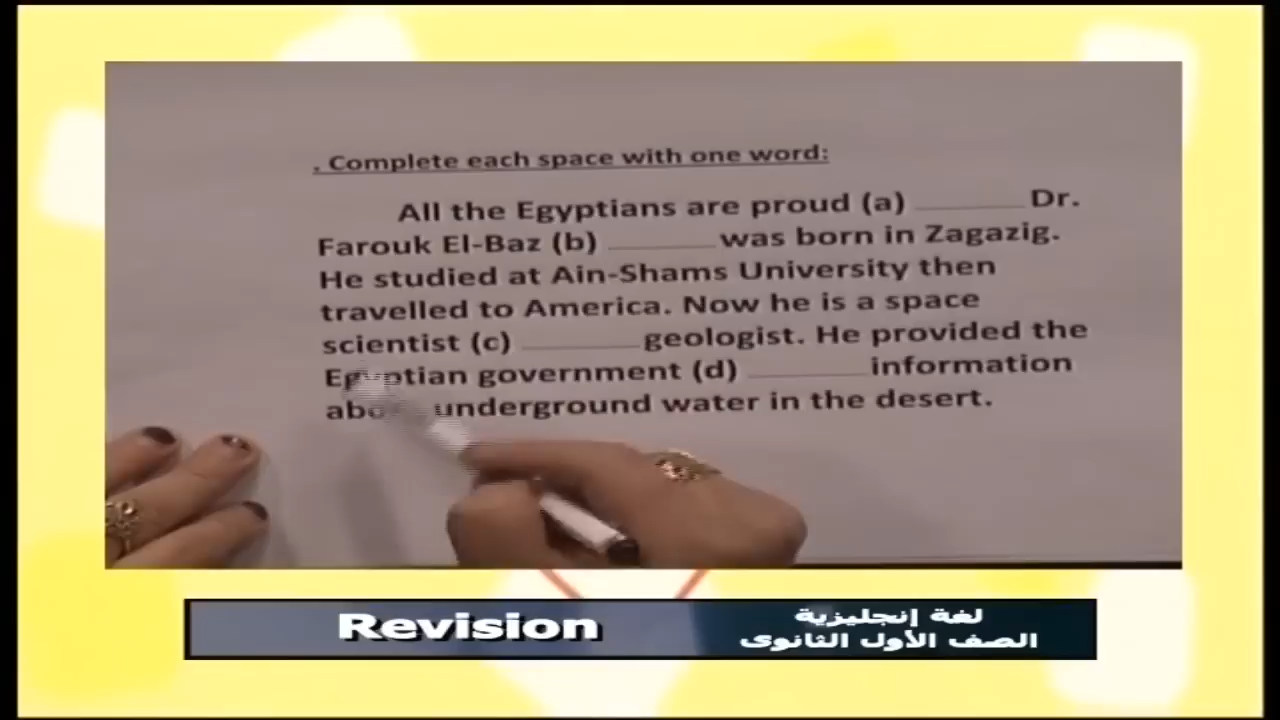 . Complete each space with one word:
All the Egyptians are proud (a) ________ Dr.
Farouk El-Baz (b) ________ was born in Zagazig.
He studied at Ain-Shams University then
travelled to America. Now he is a space
scientist (c) ________ geologist. He provided the
Egyptian government (d) ________ information
underground water in the desert.
Revision
لغة إنجليزية
الصف الأول الثانوى